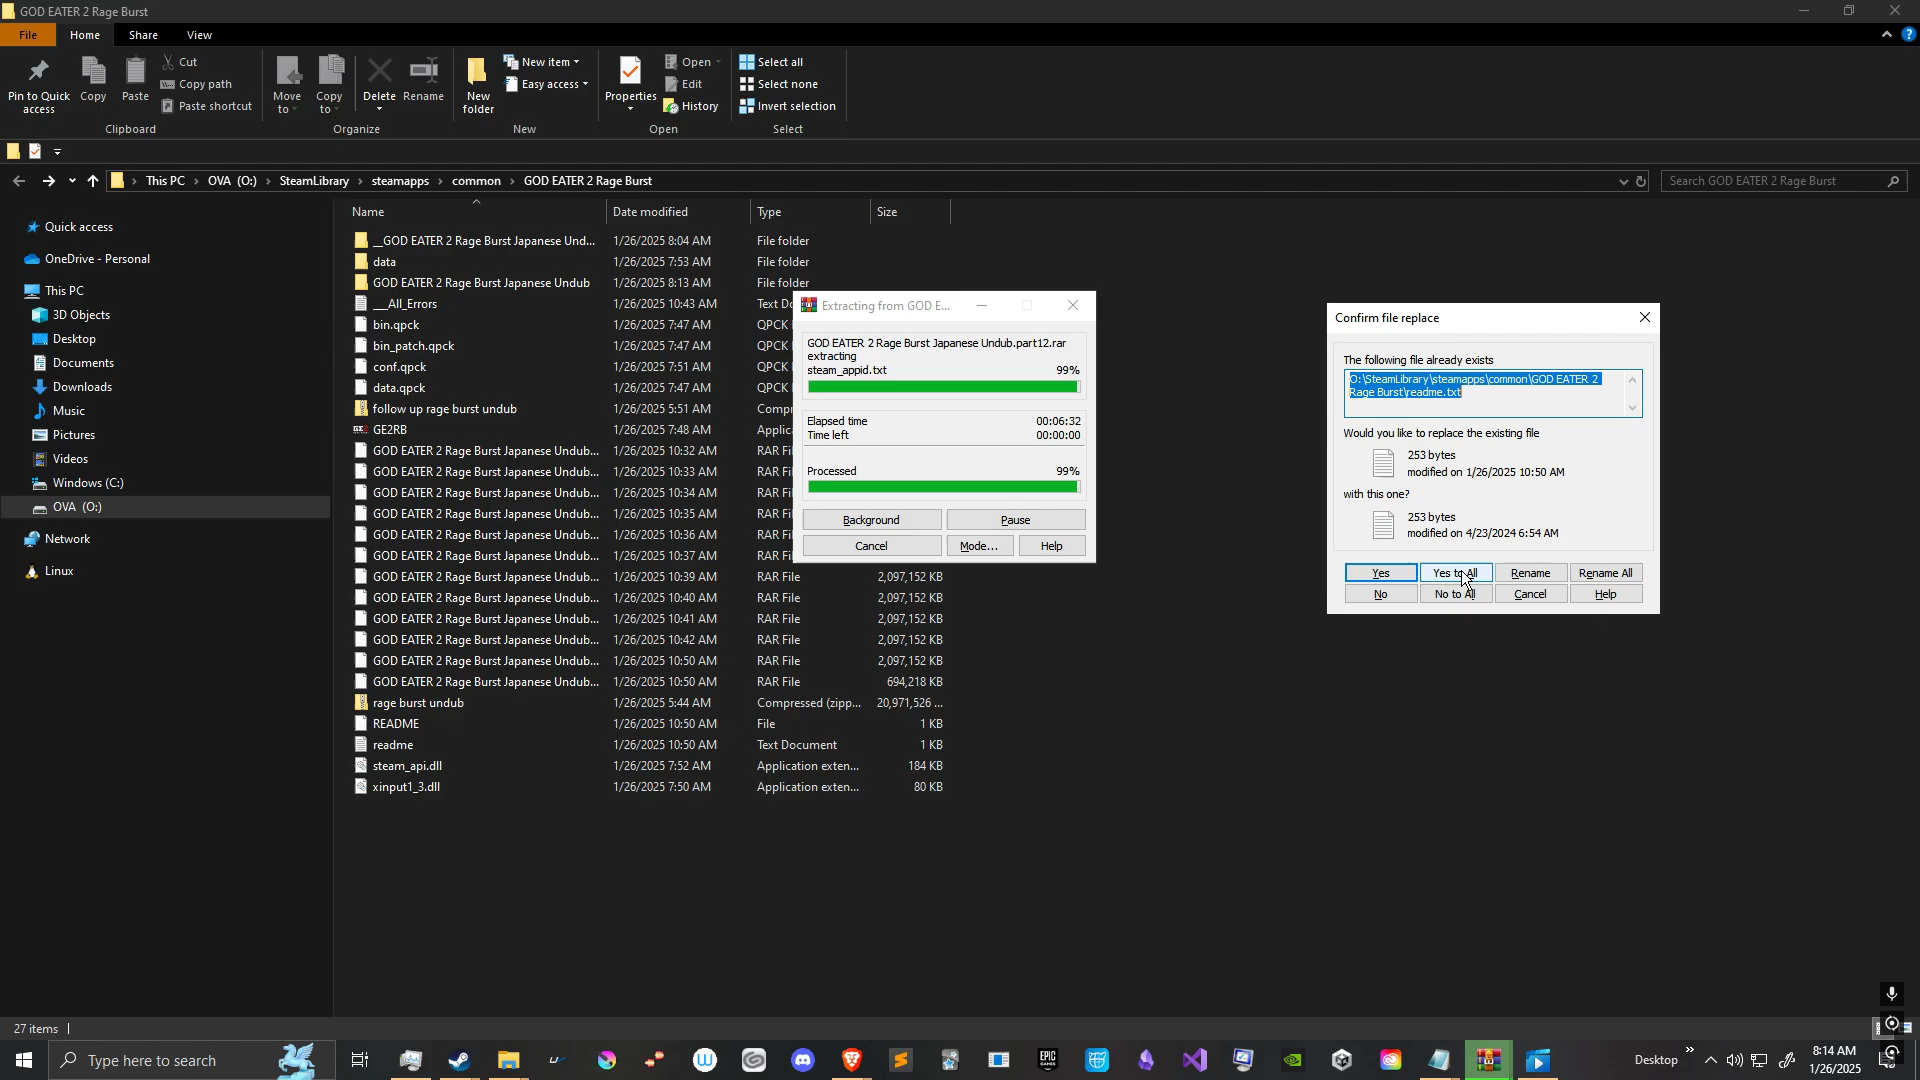 GOD EATER 2 Rage Burst
File
Home
Share
View
Pin to Quick access
Copy
Paste
Cut
Copy path
Paste shortcut
Clipboard
Move to
Copy to
Delete
Rename
Organize
New folder
New item
Easy access
New
Properties
Open
Edit
History
Open
Select all
Select none
Invert selection
Select
This PC > OVA (O:) > SteamLibrary > steamapps > common > GOD EATER 2 Rage Burst
Search GOD EATER 2 Rage Burst
Quick access
OneDrive - Personal
This PC
3D Objects
Desktop
Documents
Downloads
Music
Pictures
Videos
Windows (C:)
OVA (O:)
Network
Linux
Name Date modified Type Size
__GOD EATER 2 Rage Burst Japanese Und... 1/26/2025 8:04 AM File folder
data 1/26/2025 7:53 AM File folder
GOD EATER 2 Rage Burst Japanese Undub 1/26/2025 8:13 AM File folder
___All_Errors 1/26/2025 10:43 AM Text Do
bin.qpck 1/26/2025 7:47 AM QPCK
bin_patch.qpck 1/26/2025 7:47 AM QPCK
conf.qpck 1/26/2025 7:51 AM QPCK
data.qpck 1/26/2025 7:47 AM QPCK
follow up rage burst undub 1/26/2025 5:51 AM Compr
GE2RB 1/26/2025 7:48 AM Applic
GOD EATER 2 Rage Burst Japanese Undub... 1/26/2025 10:32 AM RAR Fi
GOD EATER 2 Rage Burst Japanese Undub... 1/26/2025 10:33 AM RAR Fi
GOD EATER 2 Rage Burst Japanese Undub... 1/26/2025 10:34 AM RAR Fi
GOD EATER 2 Rage Burst Japanese Undub... 1/26/2025 10:35 AM RAR Fi
GOD EATER 2 Rage Burst Japanese Undub... 1/26/2025 10:36 AM RAR Fi
GOD EATER 2 Rage Burst Japanese Undub... 1/26/2025 10:37 AM RAR Fi
GOD EATER 2 Rage Burst Japanese Undub... 1/26/2025 10:39 AM RAR File 2,097,152 KB
GOD EATER 2 Rage Burst Japanese Undub... 1/26/2025 10:40 AM RAR File 2,097,152 KB
GOD EATER 2 Rage Burst Japanese Undub... 1/26/2025 10:41 AM RAR File 2,097,152 KB
GOD EATER 2 Rage Burst Japanese Undub... 1/26/2025 10:42 AM RAR File 2,097,152 KB
GOD EATER 2 Rage Burst Japanese Undub... 1/26/2025 10:50 AM RAR File 2,097,152 KB
GOD EATER 2 Rage Burst Japanese Undub... 1/26/2025 10:50 AM RAR File 694,218 KB
rage burst undub 1/26/2025 5:44 AM Compressed (zipp... 20,971,526 ...
README 1/26/2025 10:50 AM File 1 KB
readme 1/26/2025 10:50 AM Text Document 1 KB
steam_api.dll 1/26/2025 7:52 AM Application exten... 184 KB
xinput1_3.dll 1/26/2025 7:50 AM Application exten... 80 KB
Extracting from GOD E...
GOD EATER 2 Rage Burst Japanese Undub.part12.rar
extracting
steam_appid.txt 99%
Elapsed time 00:06:32
Time left 00:00:00
Processed 99%
Background Pause
Cancel Mode... Help
Confirm file replace
The following file already exists
O:\SteamLibrary\steamapps\common\GOD EATER 2
Rage Burst\readme.txt
Would you like to replace the existing file
253 bytes
modified on 1/26/2025 10:50 AM
with this one?
253 bytes
modified on 4/23/2024 6:54 AM
Yes Yes to All Rename Rename All
No No to All Cancel Help
27 items
Type here to search
EPIC GAMES
Desktop
8:14 AM
1/26/2025